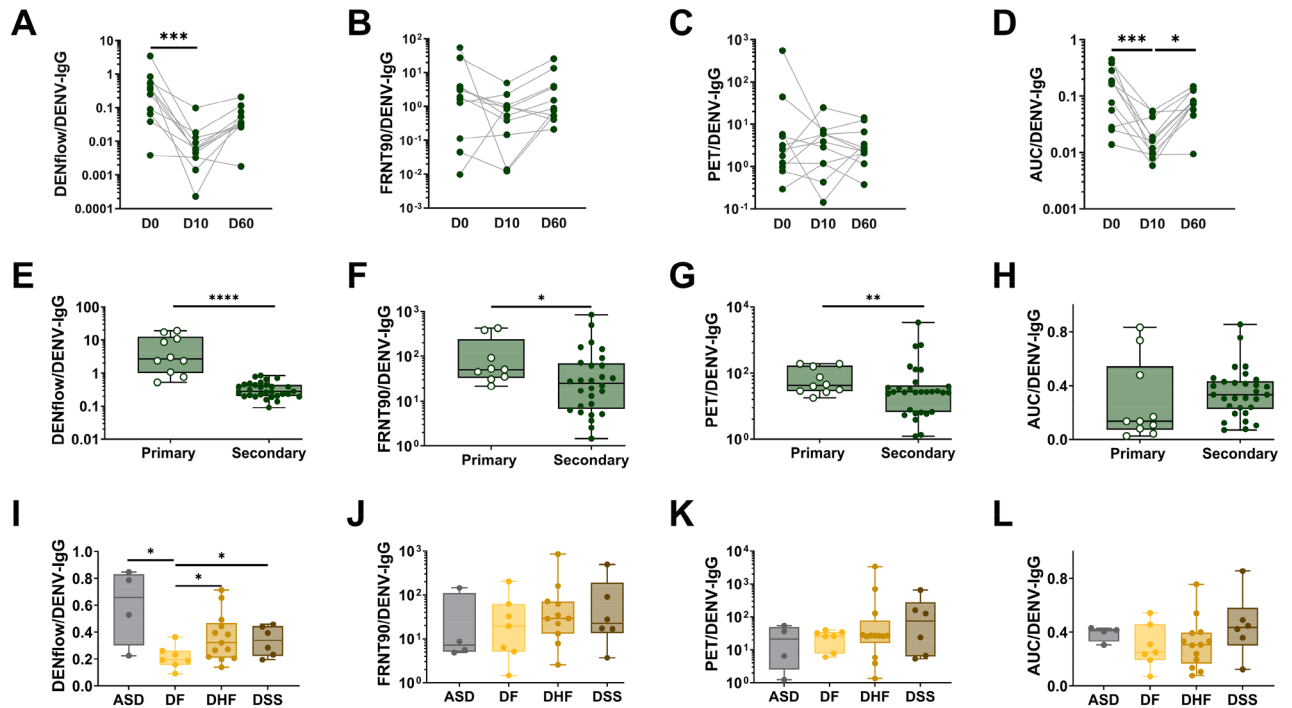 A
DENflow/DENV-IgG
10
1
0.1
0.01
0.001
0.0001
***
D0 D10 D60
B
FRNT90/DENV-IgG
10²
10¹
10⁰
10⁻¹
10⁻²
10⁻³
D0 D10 D60
C
PET/DENV-IgG
10³
10²
10¹
10⁰
10⁻¹
D0 D10 D60
D
AUC/DENV-IgG
1
0.1
0.01
0.001
*** *
D0 D10 D60
E
DENflow/DENV-IgG
100
10
1
0.1
0.01
****
Primary Secondary
F
FRNT90/DENV-IgG
10³
10²
10¹
10⁰
*
Primary Secondary
G
PET/DENV-IgG
10⁴
10²
10⁰
**
Primary Secondary
H
AUC/DENV-IgG
0.8
0.4
0.0
Primary Secondary
I
DENflow/DENV-IgG
1.0
0.8
0.6
0.4
0.2
0.0
* *
*
ASD DF DHF DSS
J
FRNT90/DENV-IgG
10³
10²
10¹
10⁰
ASD DF DHF DSS
K
PET/DENV-IgG
10⁴
10³
10²
10¹
10⁰
ASD DF DHF DSS
L
AUC/DENV-IgG
0.8
0.4
0.0
ASD DF DHF DSS